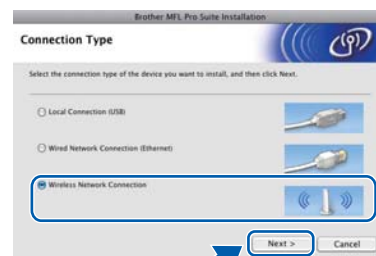 Brother MFL Pro Suite Installation
Connection Type
Select the connection type of the device you want to install, and then click Next.
Local Connection (USB)
Wired Network Connection (Ethernet)
Wireless Network Connection
Next >
Cancel